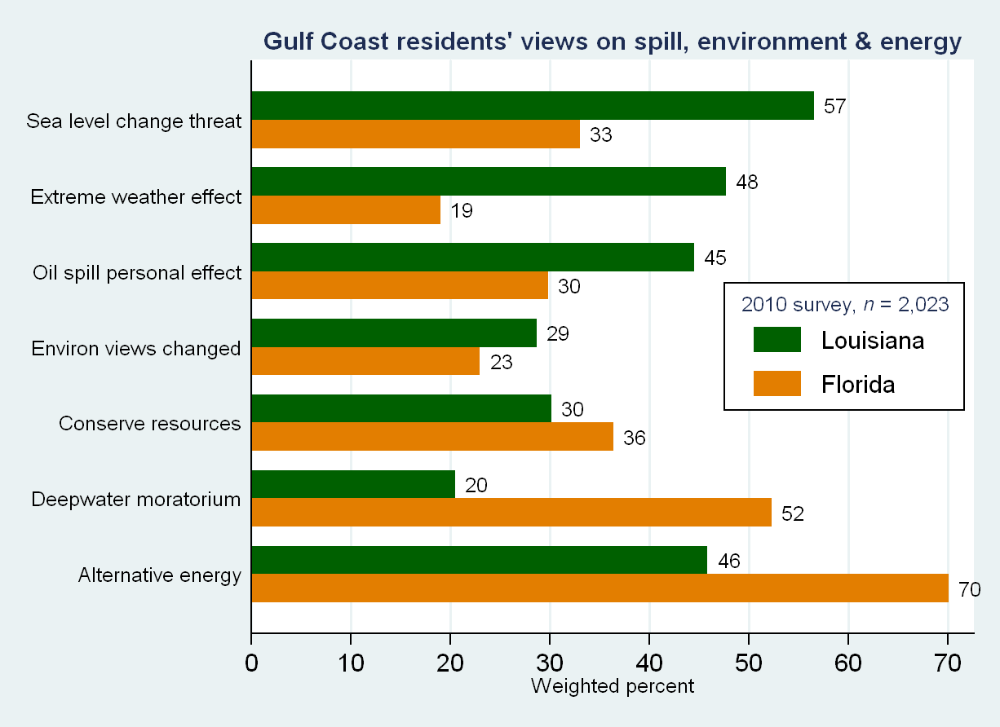 Gulf Coast residents' views on spill, environment & energy
Sea level change threat
57
33
Extreme weather effect
48
19
Oil spill personal effect
45
30
Environ views changed
29
23
Conserve resources
30
36
Deepwater moratorium
20
52
Alternative energy
46
70
2010 survey, n = 2,023
Louisiana
Florida
0 10 20 30 40 50 60 70
Weighted percent